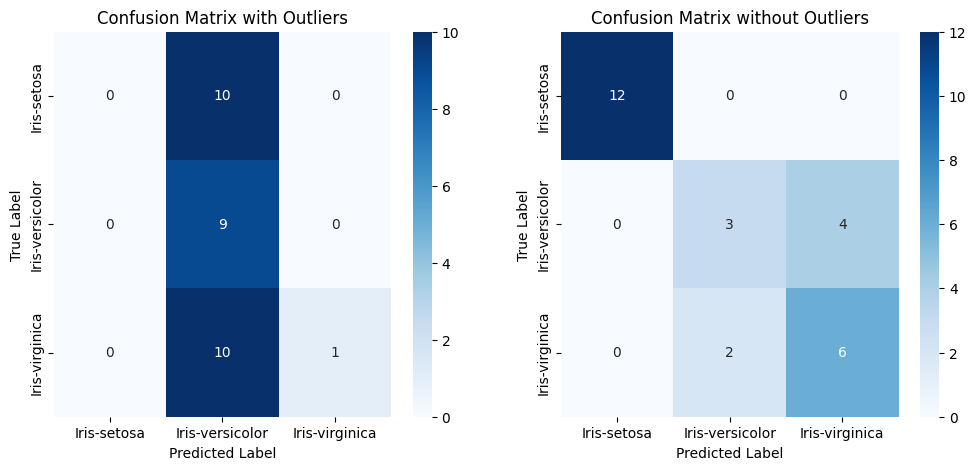 Confusion Matrix with Outliers
Iris-setosa
Iris-versicolor
Iris-virginica
True Label
0 10 0
0 9 0
0 10 1
Iris-setosa Iris-versicolor Iris-virginica
Predicted Label
10
8
6
4
2
0
Confusion Matrix without Outliers
Iris-setosa
Iris-versicolor
Iris-virginica
True Label
12 0 0
0 3 4
0 2 6
Iris-setosa Iris-versicolor Iris-virginica
Predicted Label
12
10
8
6
4
2
0